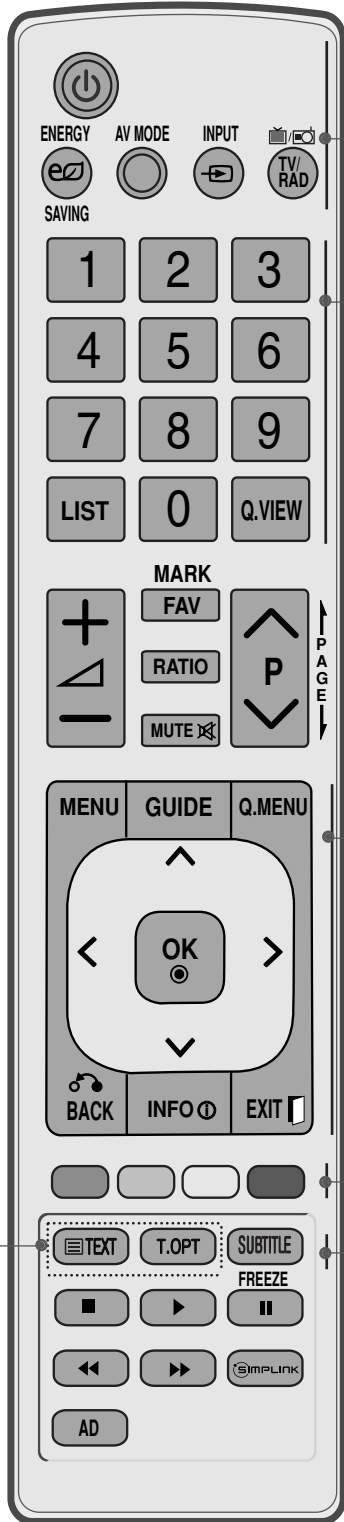 ENERGY AV MODE INPUT
TV/
RAD
SAVING
1 2 3
4 5 6
7 8 9
LIST 0 Q.VIEW
MARK
FAV
P
RATIO
MUTE
PAGE
MENU GUIDE Q.MENU
OK
BACK INFO EXIT
TEXT T.OPT SUBTITLE
FREEZE
SIMPLINK
AD